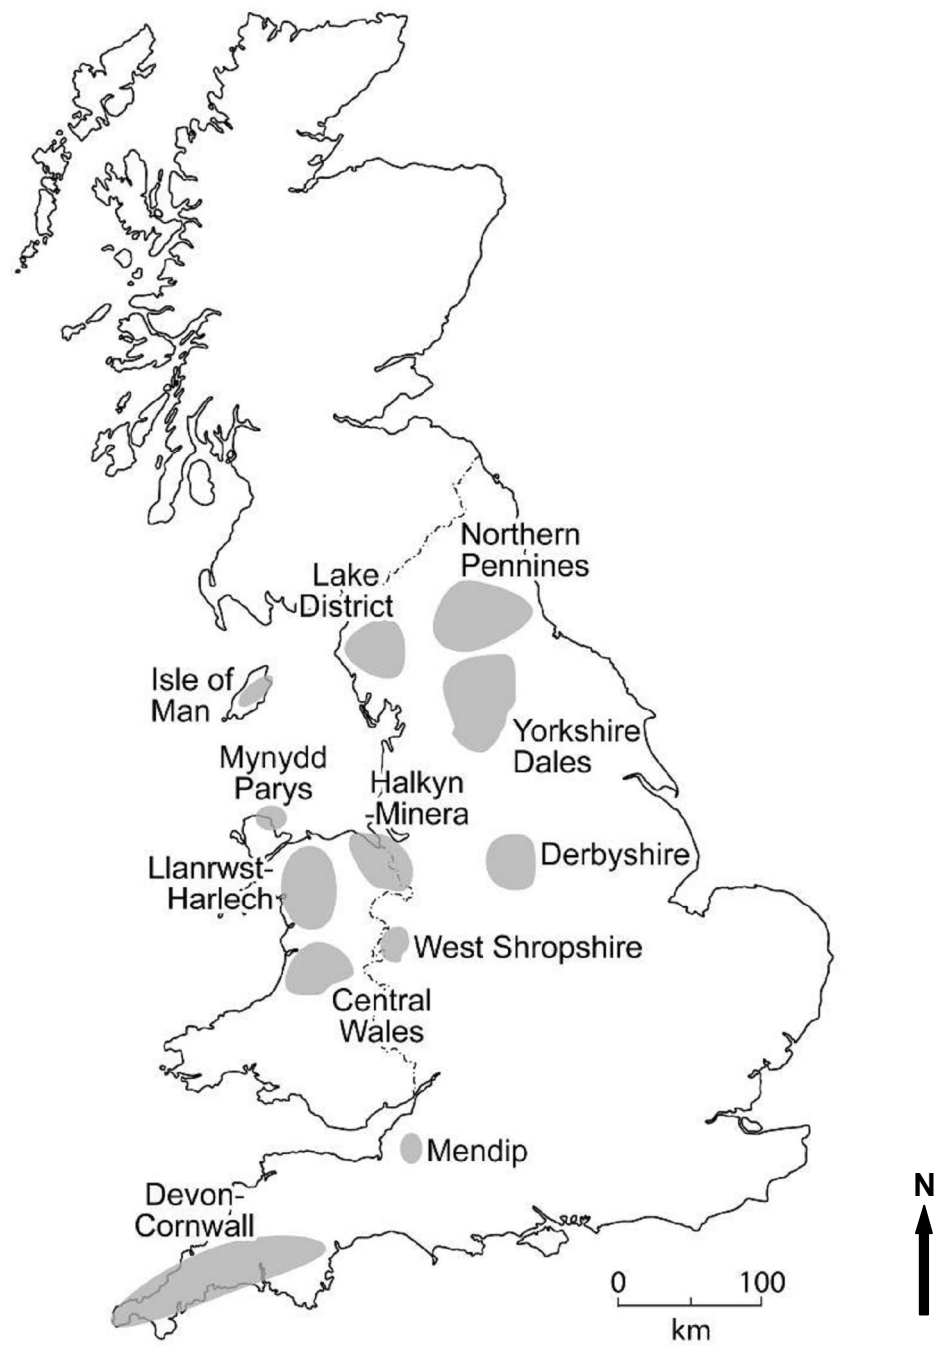 Northern
Pennines
Lake
District
Isle of
Man
Yorkshire
Dales
Mynydd
Parys
Halkyn
-Minera
Llanrwst-
Harlech
Derbyshire
West Shropshire
Central
Wales
Mendip
Devon-
Cornwall
N
0 100
km